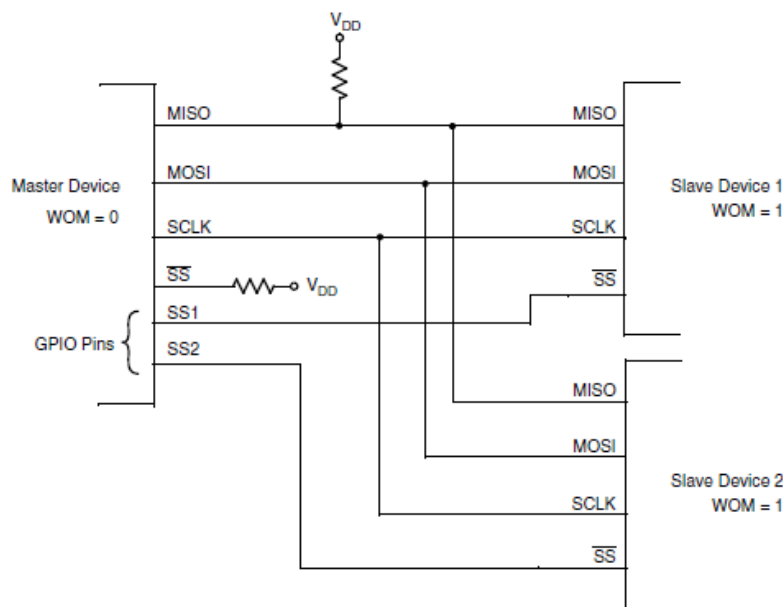 VDD
MISO
MISO
Master Device
WOM = 0
MOSI
MOSI
Slave Device 1
WOM = 1
SCLK
SCLK
SS
VDD
SS
GPIO Pins
SS1
SS2
MISO
MOSI
Slave Device 2
WOM = 1
SCLK
SS